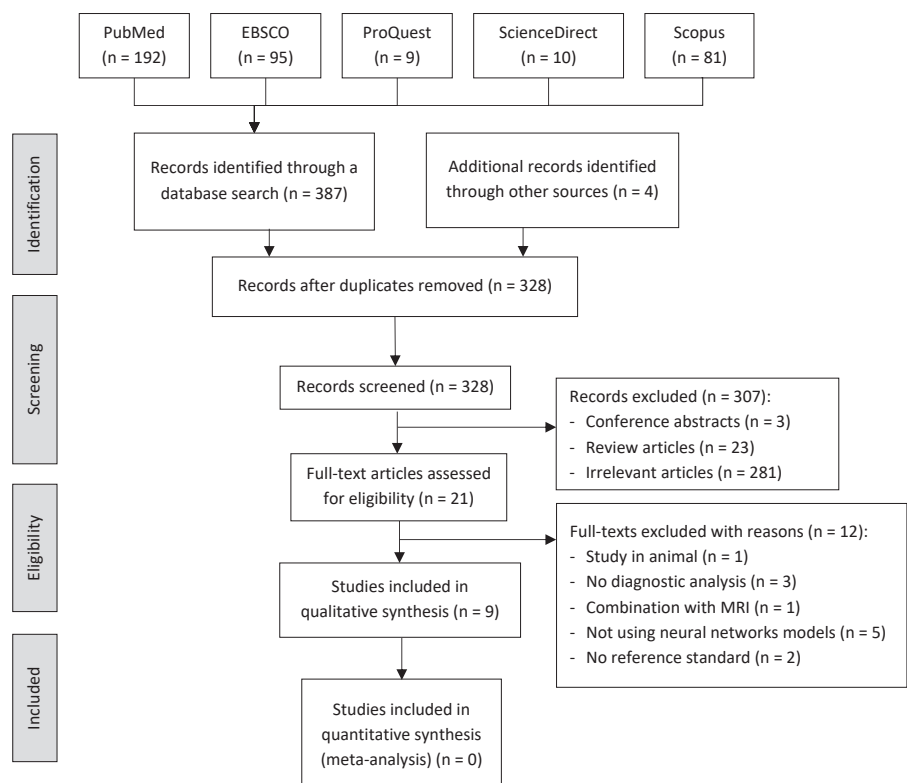 PubMed
(n = 192)
EBSCO
(n = 95)
ProQuest
(n = 9)
ScienceDirect
(n = 10)
Scopus
(n = 81)
Identification
Records identified through a
database search (n = 387)
Additional records identified
through other sources (n = 4)
Records after duplicates removed (n = 328)
Screening
Records screened (n = 328)
Records excluded (n = 307):
- Conference abstracts (n = 3)
- Review articles (n = 23)
- Irrelevant articles (n = 281)
Full-text articles assessed
for eligibility (n = 21)
Eligibility
Full-texts excluded with reasons (n = 12):
- Study in animal (n = 1)
- No diagnostic analysis (n = 3)
- Combination with MRI (n = 1)
- Not using neural networks models (n = 5)
- No reference standard (n = 2)
Studies included in
qualitative synthesis (n = 9)
Included
Studies included in
quantitative synthesis
(meta-analysis) (n = 0)